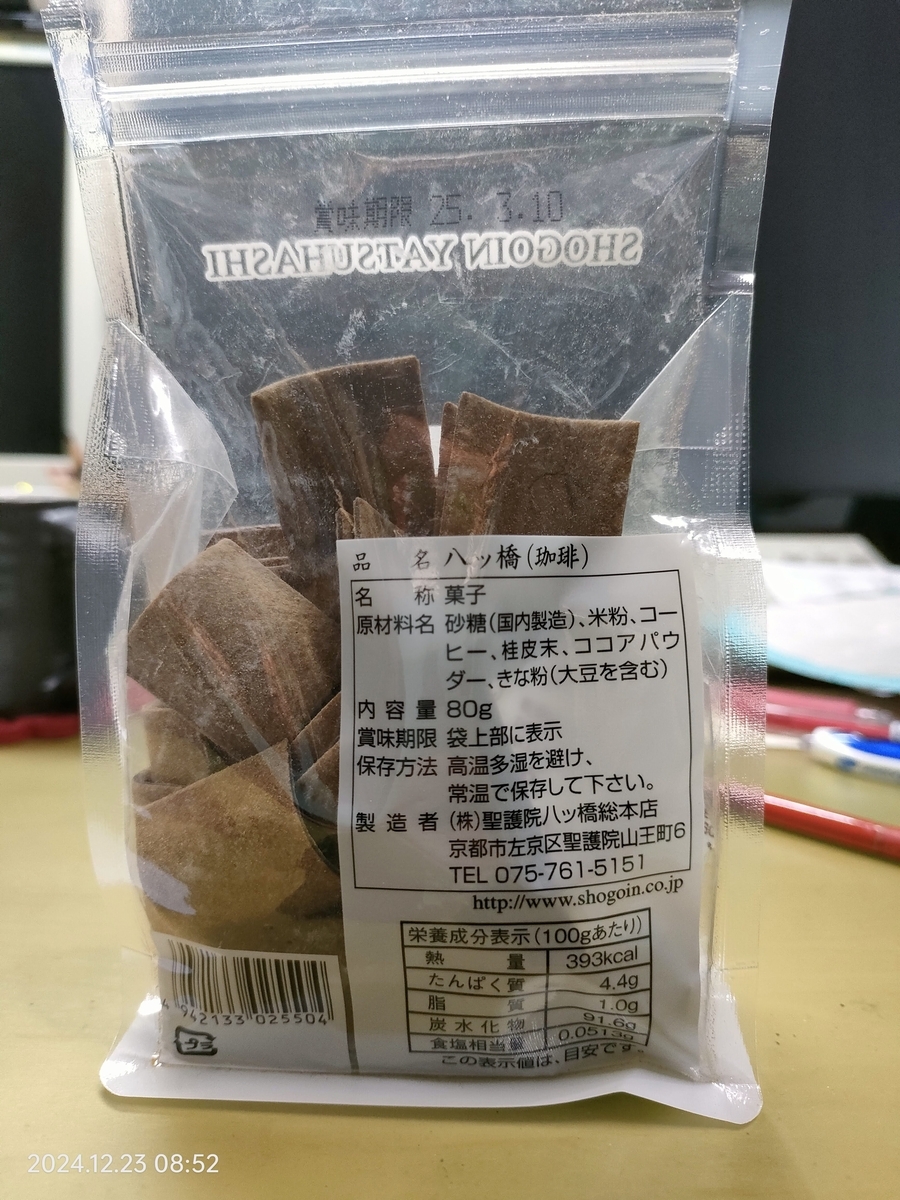 賞味期限 25. 3.10
SHOGOIN YATSUHASHI
品名 八ッ橋(珈琲)
名称 菓子
原材料名 砂糖(国内製造)、米粉、コー
ヒー、桂皮末、ココアパウ
ダー、きな粉(大豆を含む)
内容量 80g
賞味期限 袋上部に表示
保存方法 高温多湿を避け、
常温で保存して下さい。
製造者 (株)聖護院八ッ橋総本店
京都市左京区聖護院山王町6
TEL 075-761-5151
http://www.shogoin.co.jp
栄養成分表示(100gあたり)
熱量 393kcal
たんぱく質 4.4g
脂質 1.0g
炭水化物 91.6g
食塩相当量
この表示値は、目安です。
4 942133 025504
プラ
2024.12.23 08:52